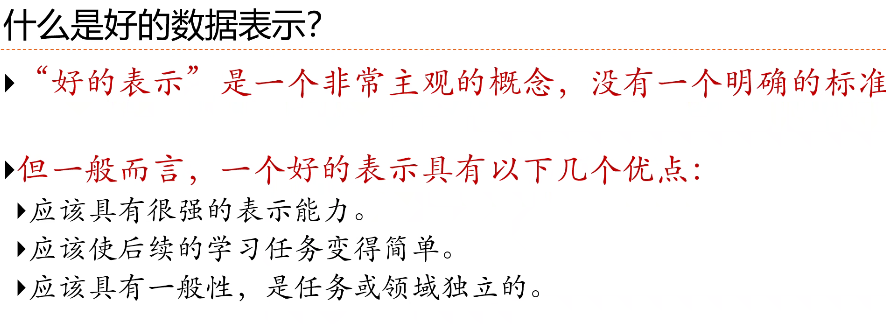 什么是好的数据表示？
“好的表示”是一个非常主观的概念，没有一个明确的标准
但一般而言，一个好的表示具有以下几个优点：
应该具有很强的表示能力。
应该使后续的学习任务变得简单。
应该具有一般性，是任务或领域独立的。